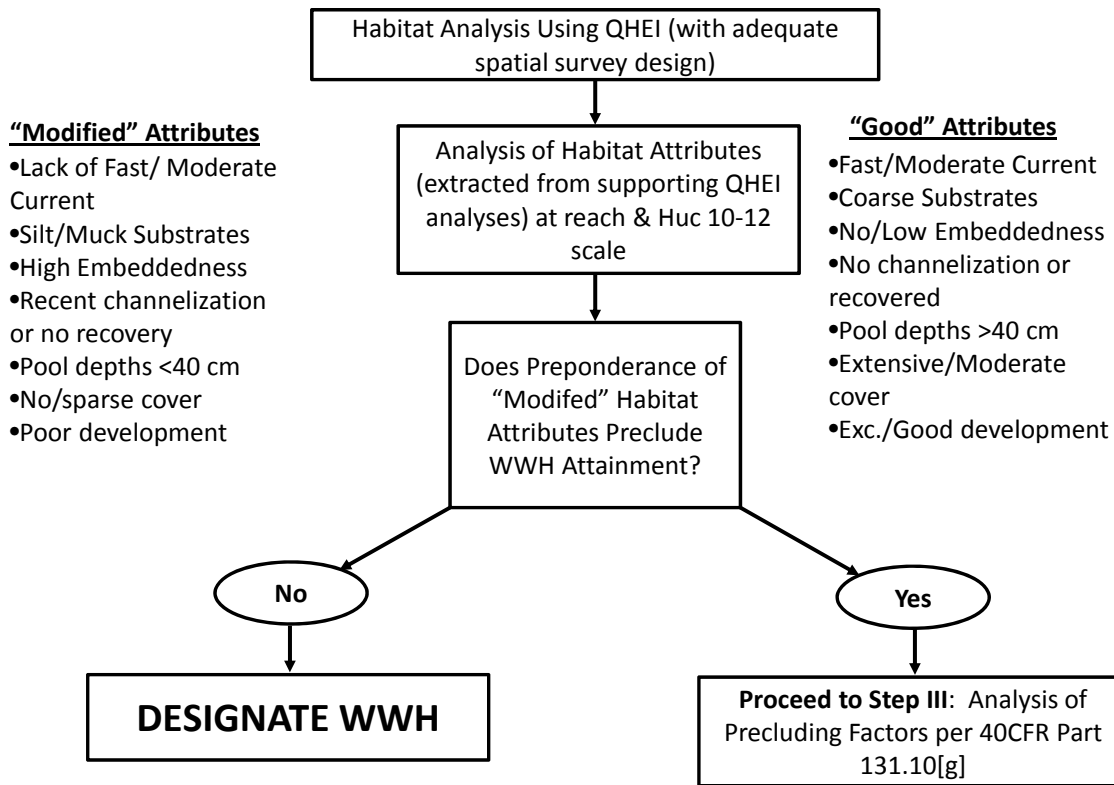 Habitat Analysis Using QHEI (with adequate
spatial survey design)
"Modified" Attributes
•Lack of Fast/ Moderate
Current
•Silt/Muck Substrates
•High Embeddedness
•Recent channelization
or no recovery
•Pool depths <40 cm
•No/sparse cover
•Poor development
Analysis of Habitat Attributes
(extracted from supporting QHEI
analyses) at reach & Huc 10-12
scale
"Good" Attributes
•Fast/Moderate Current
•Coarse Substrates
•No/Low Embeddedness
•No channelization or
recovered
•Pool depths >40 cm
•Extensive/Moderate
cover
•Exc./Good development
Does Preponderance of
“Modifed” Habitat
Attributes Preclude
WWH Attainment?
No
Yes
DESIGNATE WWH
Proceed to Step III: Analysis of
Precluding Factors per 40CFR Part
131.10[g]